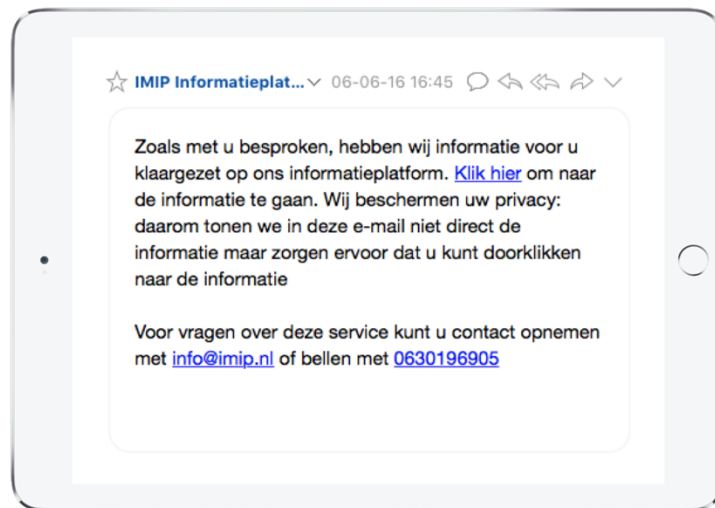 IMIP Informatieplat... 06-06-16 16:45
Zoals met u besproken, hebben wij informatie voor u
klaargezet op ons informatieplatform. Klik hier om naar
de informatie te gaan. Wij beschermen uw privacy:
daarom tonen we in deze e-mail niet direct de
informatie maar zorgen ervoor dat u kunt doorklikken
naar de informatie
Voor vragen over deze service kunt u contact opnemen
met info@imip.nl of bellen met 0630196905